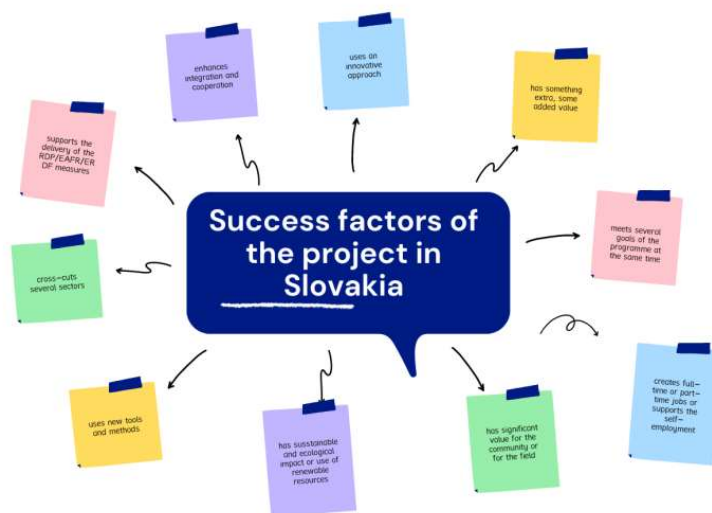 enhances
integration and
cooperation
uses an
innovative
approach
has something
extra, some
added value
supports the
delivery of the
RDP/EAFR/ER
DF measures
Success factors of
the project in
Slovakia
meets several
goals of the
programme at
the same time
cross-cuts
several sectors
creates full-
time or part-
time jobs or
supports the
self-
employment
uses new tools
and methods
has susstainable
and ecological
impact or use of
renewable
resources
has significant
value for the
community or
for the field